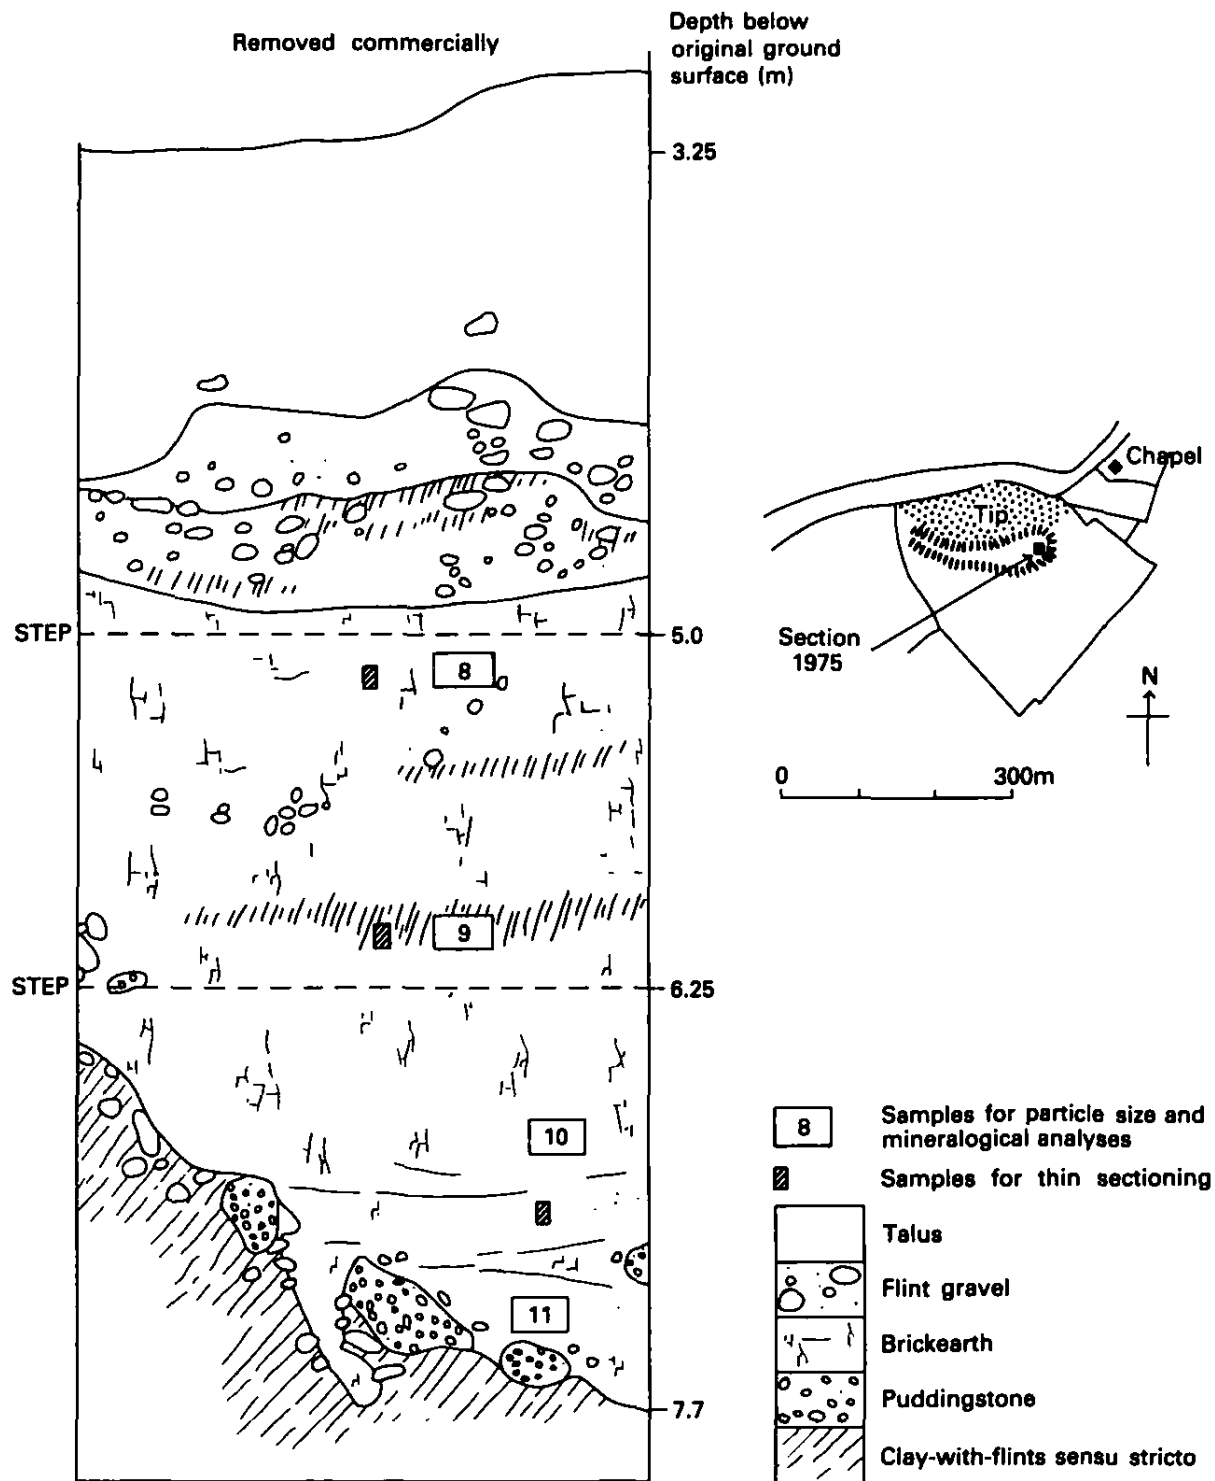 Removed commercially
Depth below
original ground
surface (m)
3.25
STEP
5.0
8
9
STEP
6.25
10
11
7.7
Chapel
Tip
Section
1975
N
0
300m
8
Samples for particle size and
mineralogical analyses
Samples for thin sectioning
Talus
Flint gravel
Brickearth
Puddingstone
Clay-with-flints sensu stricto